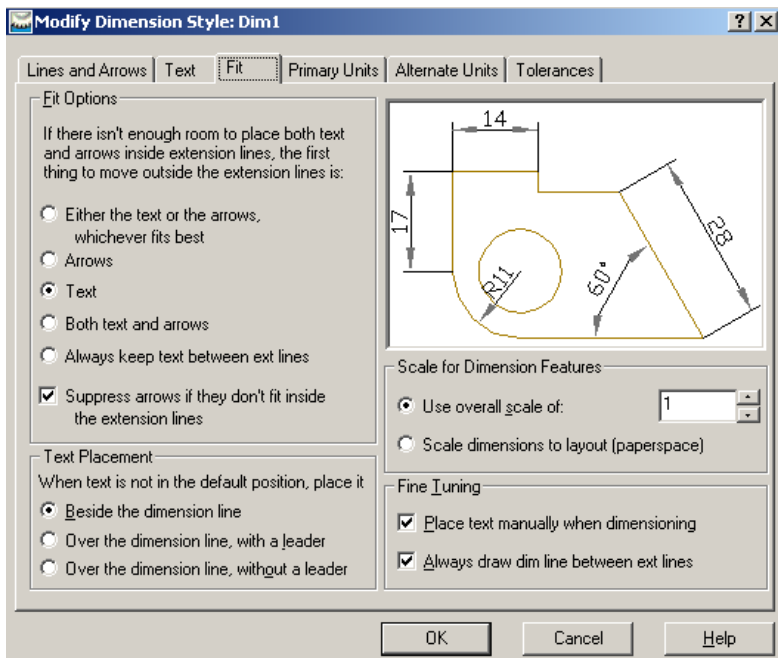 Modify Dimension Style: Dim1
Lines and Arrows Text Fit Primary Units Alternate Units Tolerances
Fit Options
If there isn't enough room to place both text
and arrows inside extension lines, the first
thing to move outside the extension lines is:
Either the text or the arrows,
whichever fits best
Arrows
Text
Both text and arrows
Always keep text between ext lines
Suppress arrows if they don't fit inside
the extension lines
Text Placement
When text is not in the default position, place it
Beside the dimension line
Over the dimension line, with a leader
Over the dimension line, without a leader
14
17
R11
60°
28
Scale for Dimension Features
Use overall scale of: 1
Scale dimensions to layout (paperspace)
Fine Tuning
Place text manually when dimensioning
Always draw dim line between ext lines
OK Cancel Help